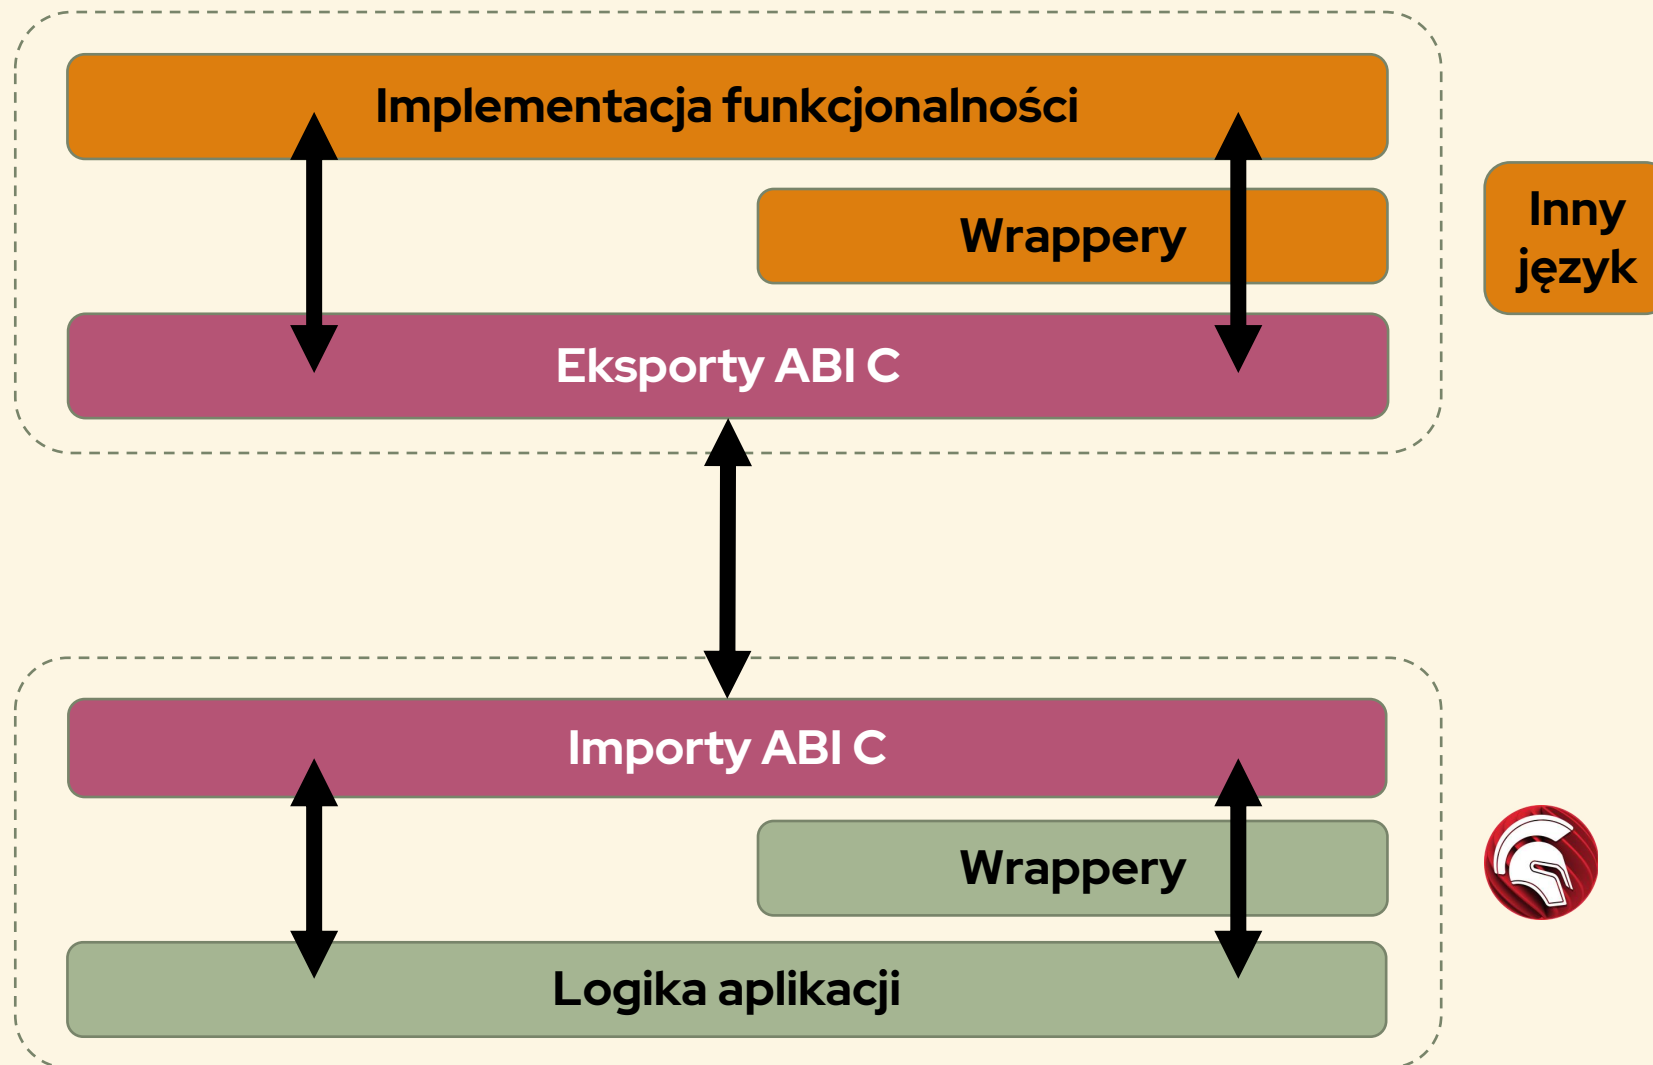 Implementacja funkcjonalności
Wrappery
Eksporty ABI C
Inny
język
Importy ABI C
Wrappery
Logika aplikacji